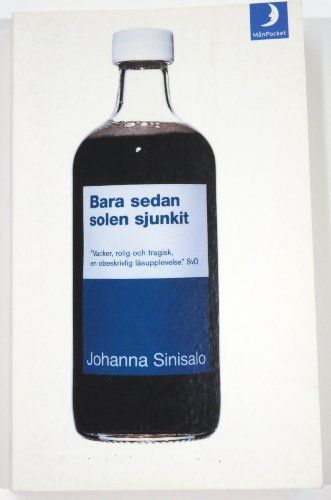 MånPocket
Bara sedan
solen sjunkit
"Vacker, rolig och tragisk,
en obeskrivlig läsupplevelse." SvD
Johanna Sinisalo